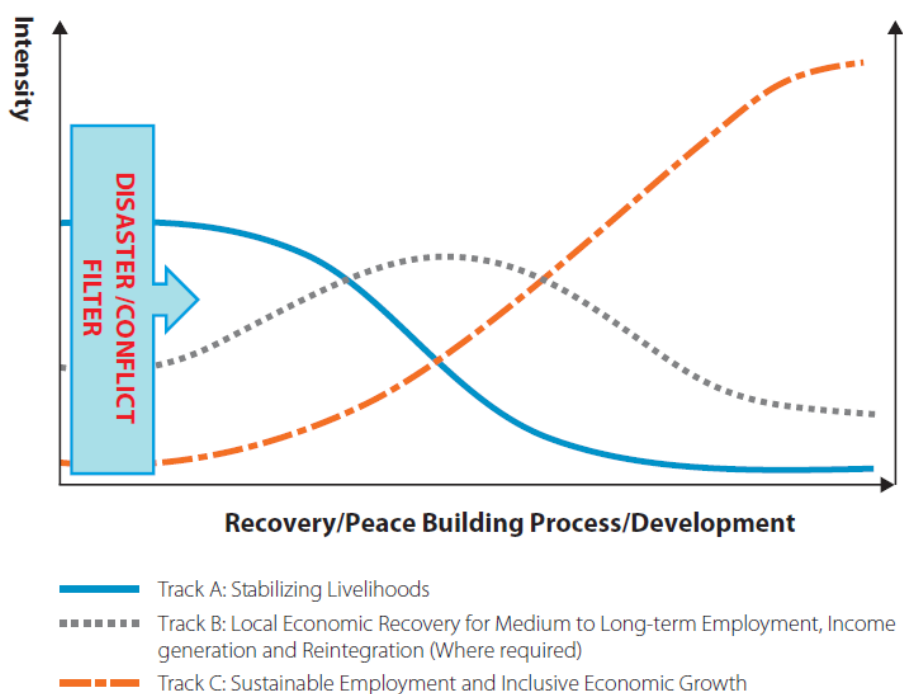 Intensity
DISASTER /CONFLICT
FILTER
Recovery/Peace Building Process/Development
Track A: Stabilizing Livelihoods
Track B: Local Economic Recovery for Medium to Long-term Employment, Income
generation and Reintegration (Where required)
Track C: Sustainable Employment and Inclusive Economic Growth